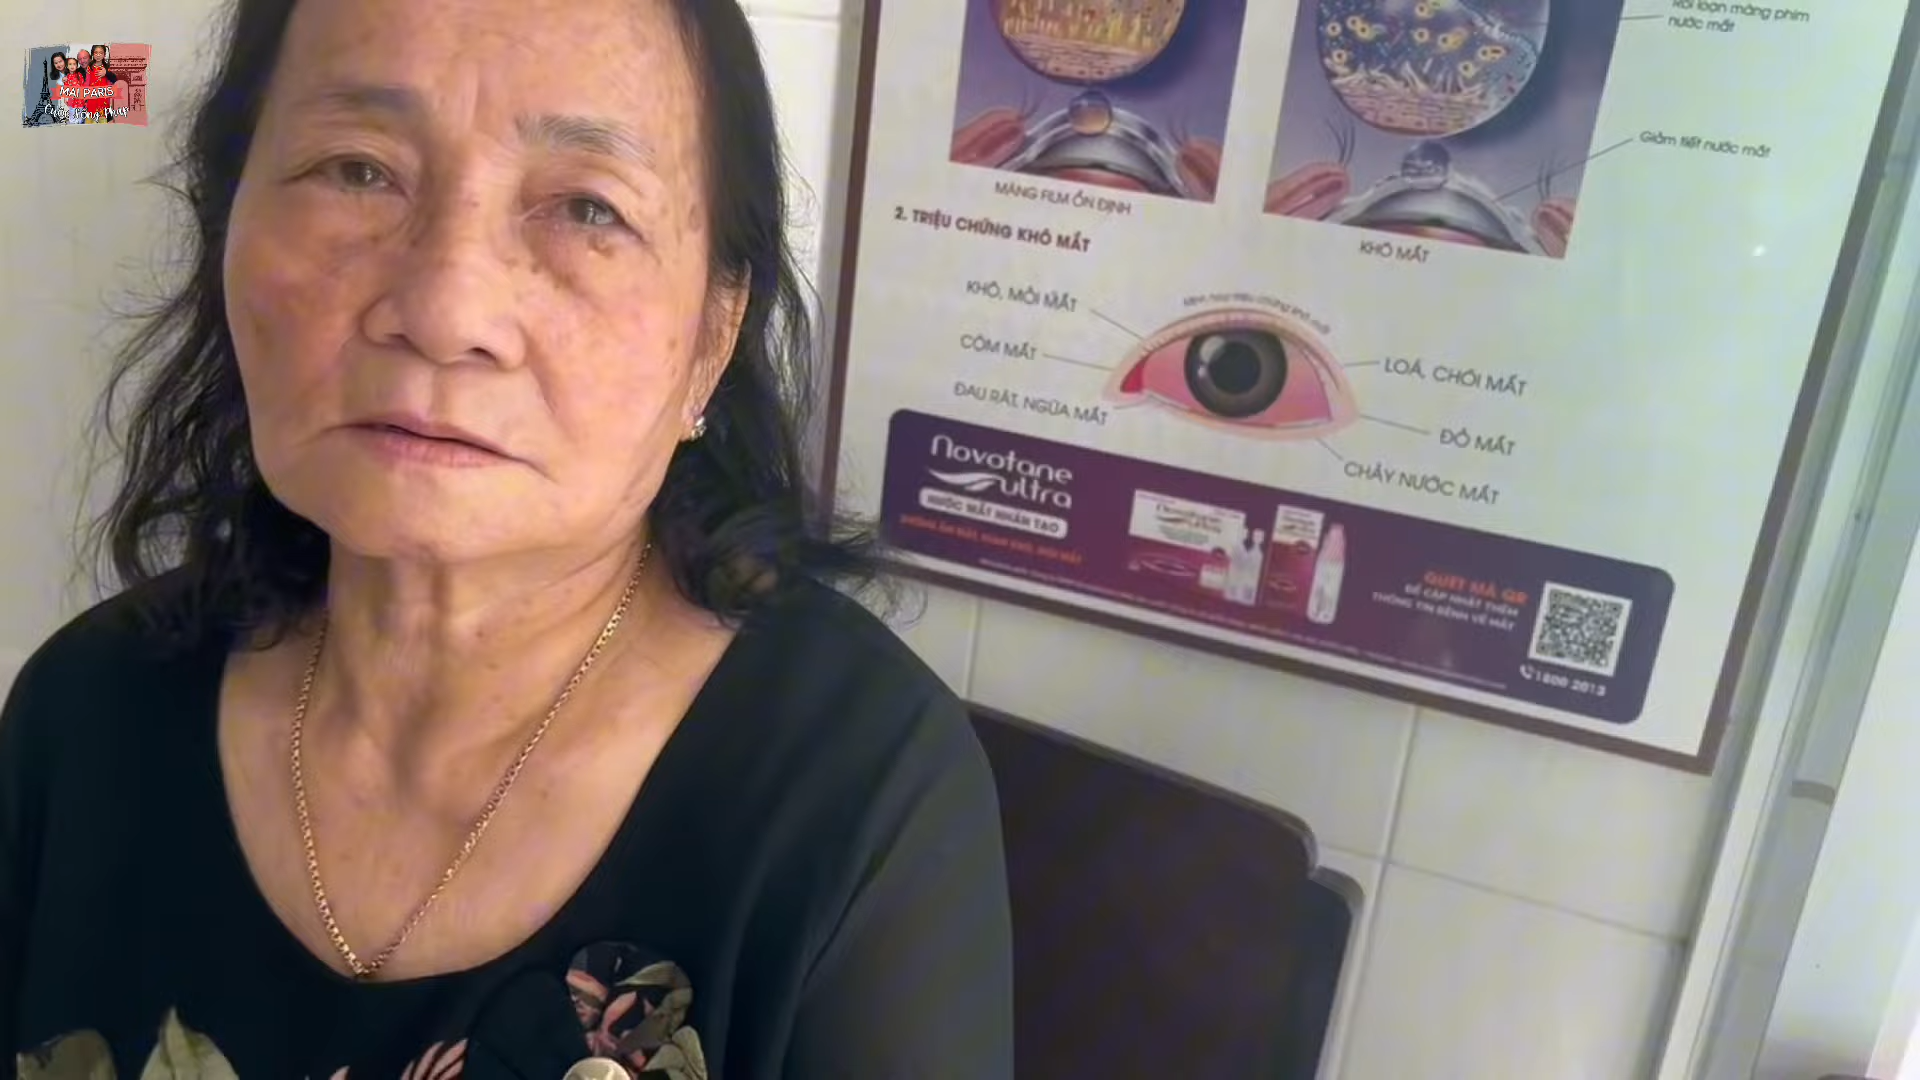 MAI PARIS
Cuộc Sống Pháp
Rối loạn màng phim
nước mắt
Giảm tiết nước mắt
MÀNG FILM ỔN ĐỊNH
KHÔ MẮT
2. TRIỆU CHỨNG KHÔ MẮT
KHÔ, MỎI MẮT
CỘM MẮT
ĐAU RÁT, NGỨA MẮT
LOÁ, CHÓI MẮT
ĐỎ MẮT
CHẢY NƯỚC MẮT
Novotane
ultra
NƯỚC MẮT NHÂN TẠO
QUÉT MÃ QR
ĐỂ CẬP NHẬT THÊM
THÔNG TIN BỆNH VỀ MẮT
1800 2013